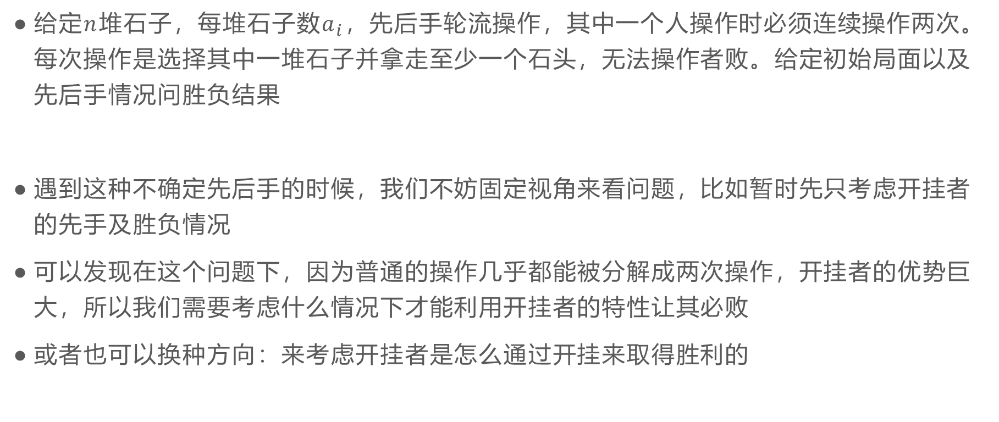 ● 给定n堆石子，每堆石子数aᵢ，先后手轮流操作，其中一个人操作时必须连续操作两次。
每次操作是选择其中一堆石子并拿走至少一个石头，无法操作者败。给定初始局面以及
先后手情况问胜负结果
● 遇到这种不确定先后手的时候，我们不妨固定视角来看问题，比如暂时先只考虑开挂者
的先手及胜负情况
● 可以发现在这个问题下，因为普通的操作几乎都能被分解成两次操作，开挂者的优势巨
大，所以我们需要考虑什么情况下才能利用开挂者的特性让其必败
● 或者也可以换种方向：来考虑开挂者是怎么通过开挂来取得胜利的